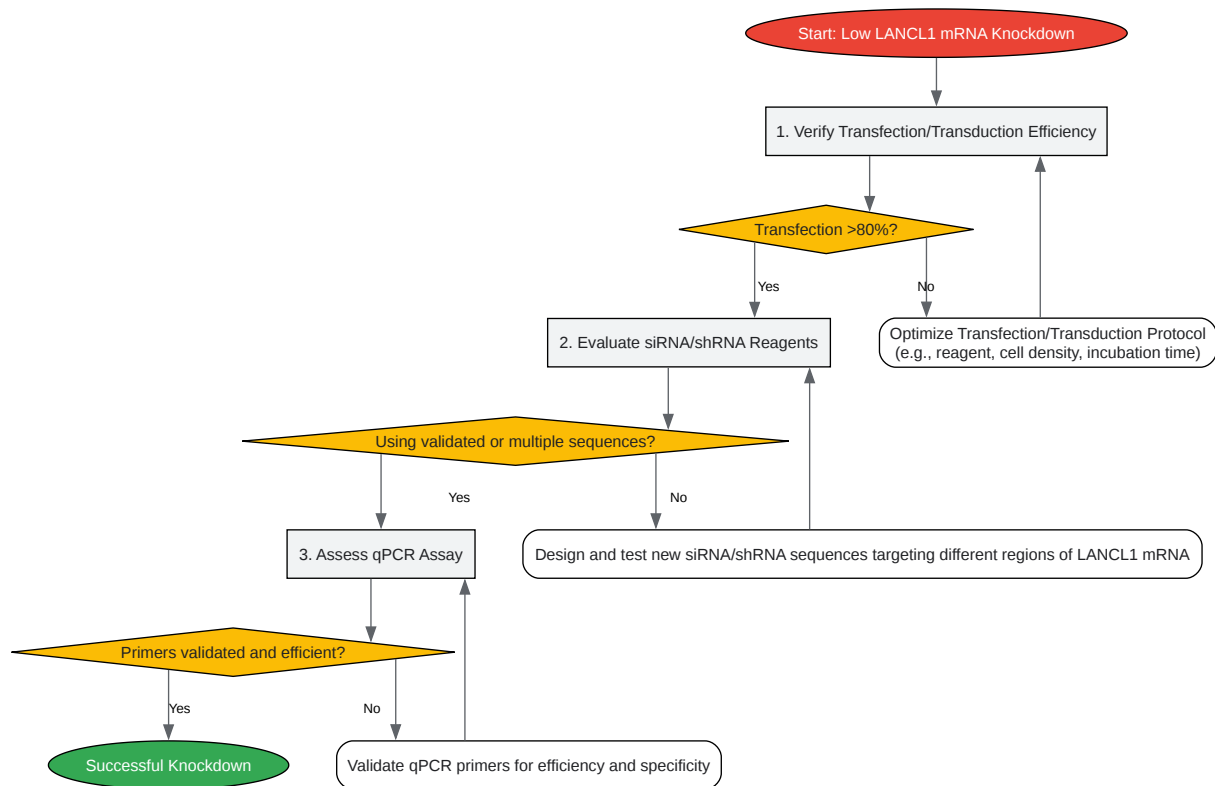 Start: Low LANCL1 mRNA Knockdown
1. Verify Transfection/Transduction Efficiency
Transfection >80%?
Yes
No
Optimize Transfection/Transduction Protocol
(e.g., reagent, cell density, incubation time)
2. Evaluate siRNA/shRNA Reagents
Using validated or multiple sequences?
Yes
No
Design and test new siRNA/shRNA sequences targeting different regions of LANCL1 mRNA
3. Assess qPCR Assay
Primers validated and efficient?
Yes
No
Successful Knockdown
Validate qPCR primers for efficiency and specificity